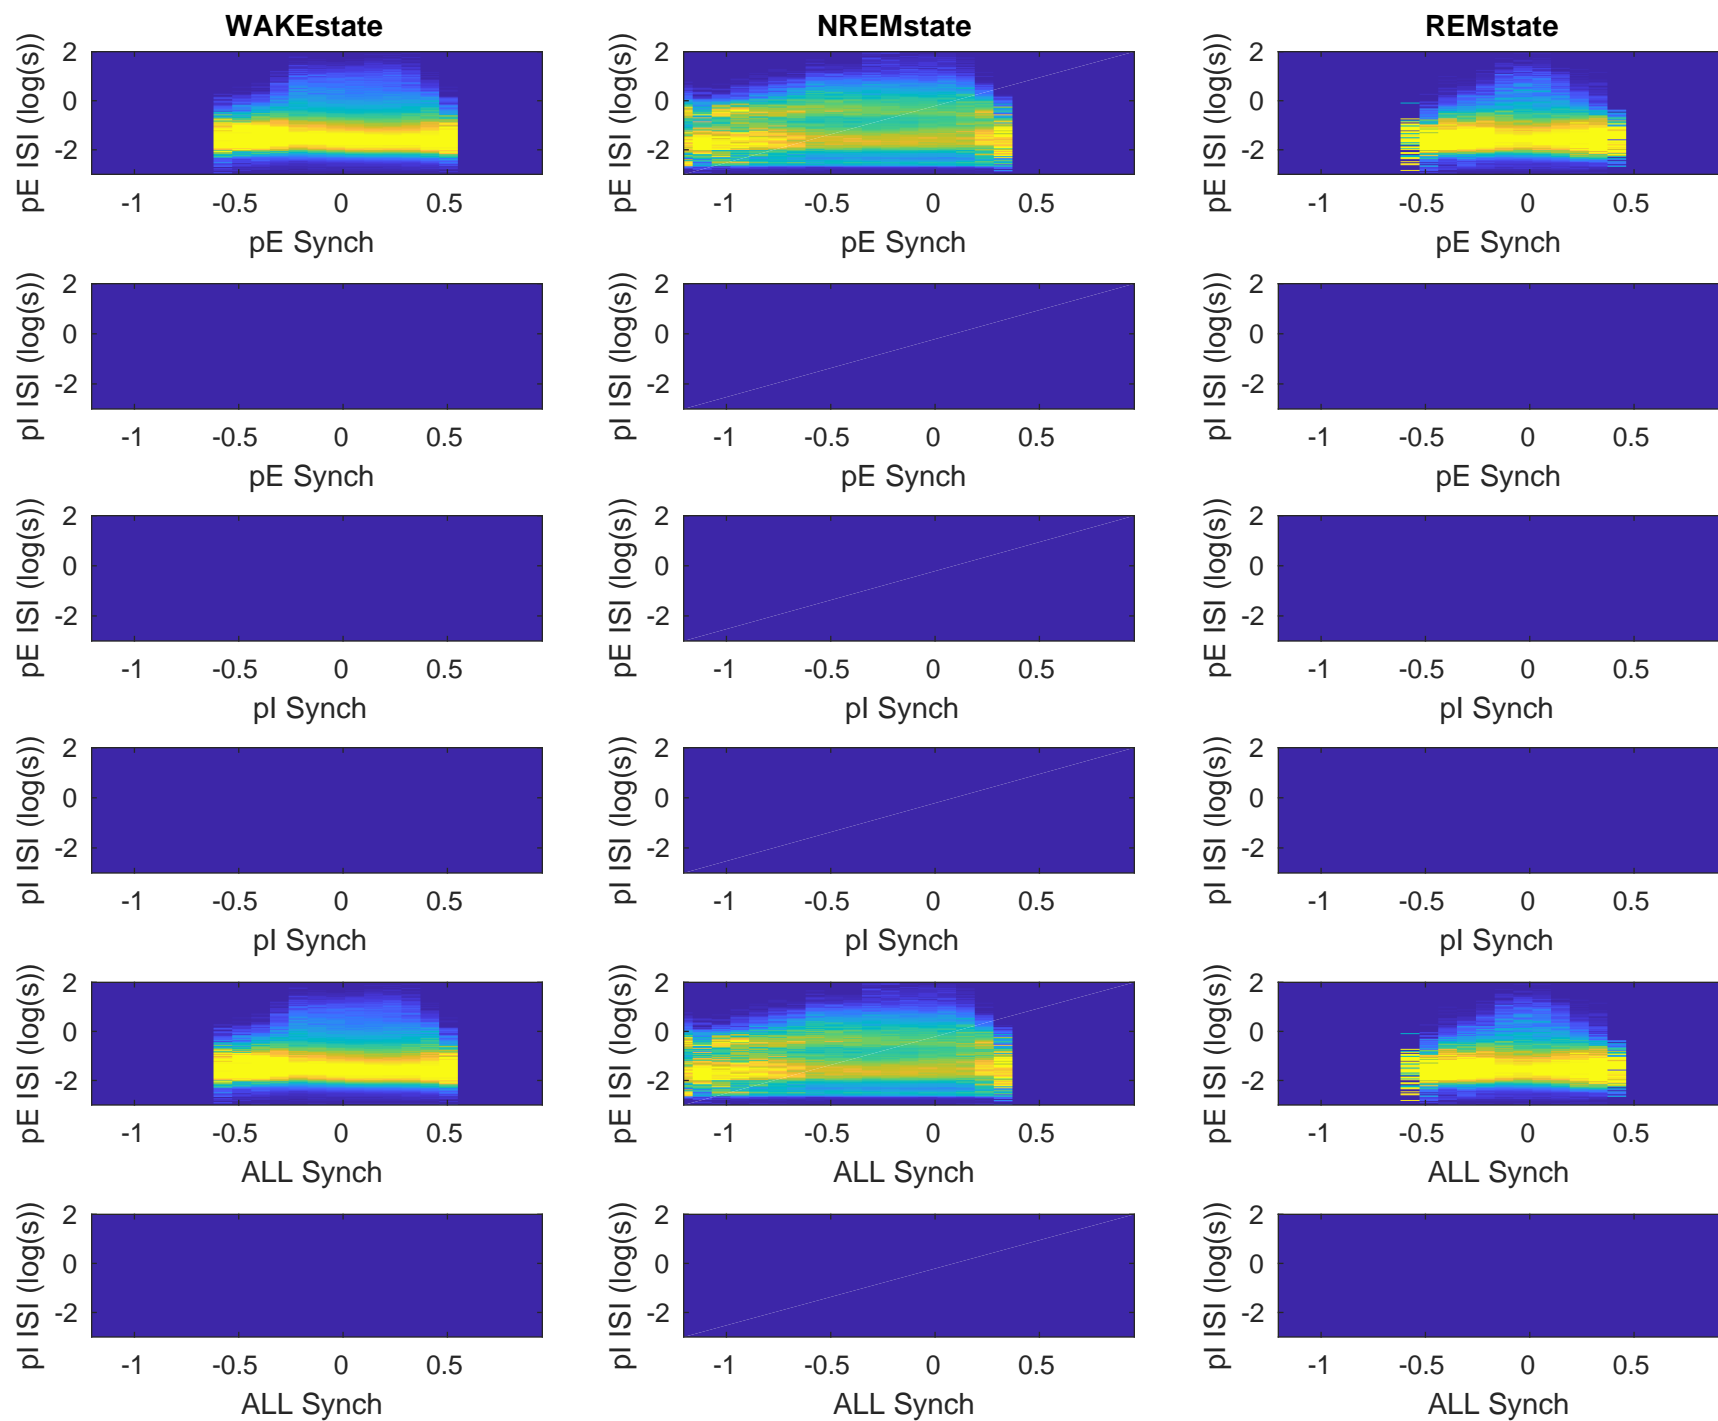 WAKEstate NREMstate REMstate
pE ISI (log(s)) 2 0 -2 pE ISI (log(s)) 2 0 -2 pE ISI (log(s)) 2 0 -2
-1 -0.5 0 0.5 -1 -0.5 0 0.5 -1 -0.5 0 0.5
pE Synch pE Synch pE Synch
pI ISI (log(s)) 2 0 -2 pI ISI (log(s)) 2 0 -2 pI ISI (log(s)) 2 0 -2
-1 -0.5 0 0.5 -1 -0.5 0 0.5 -1 -0.5 0 0.5
pE Synch pE Synch pE Synch
pE ISI (log(s)) 2 0 -2 pE ISI (log(s)) 2 0 -2 pE ISI (log(s)) 2 0 -2
-1 -0.5 0 0.5 -1 -0.5 0 0.5 -1 -0.5 0 0.5
pI Synch pI Synch pI Synch
pI ISI (log(s)) 2 0 -2 pI ISI (log(s)) 2 0 -2 pI ISI (log(s)) 2 0 -2
-1 -0.5 0 0.5 -1 -0.5 0 0.5 -1 -0.5 0 0.5
pI Synch pI Synch pI Synch
pE ISI (log(s)) 2 0 -2 pE ISI (log(s)) 2 0 -2 pE ISI (log(s)) 2 0 -2
-1 -0.5 0 0.5 -1 -0.5 0 0.5 -1 -0.5 0 0.5
ALL Synch ALL Synch ALL Synch
pI ISI (log(s)) 2 0 -2 pI ISI (log(s)) 2 0 -2 pI ISI (log(s)) 2 0 -2
-1 -0.5 0 0.5 -1 -0.5 0 0.5 -1 -0.5 0 0.5
ALL Synch ALL Synch ALL Synch